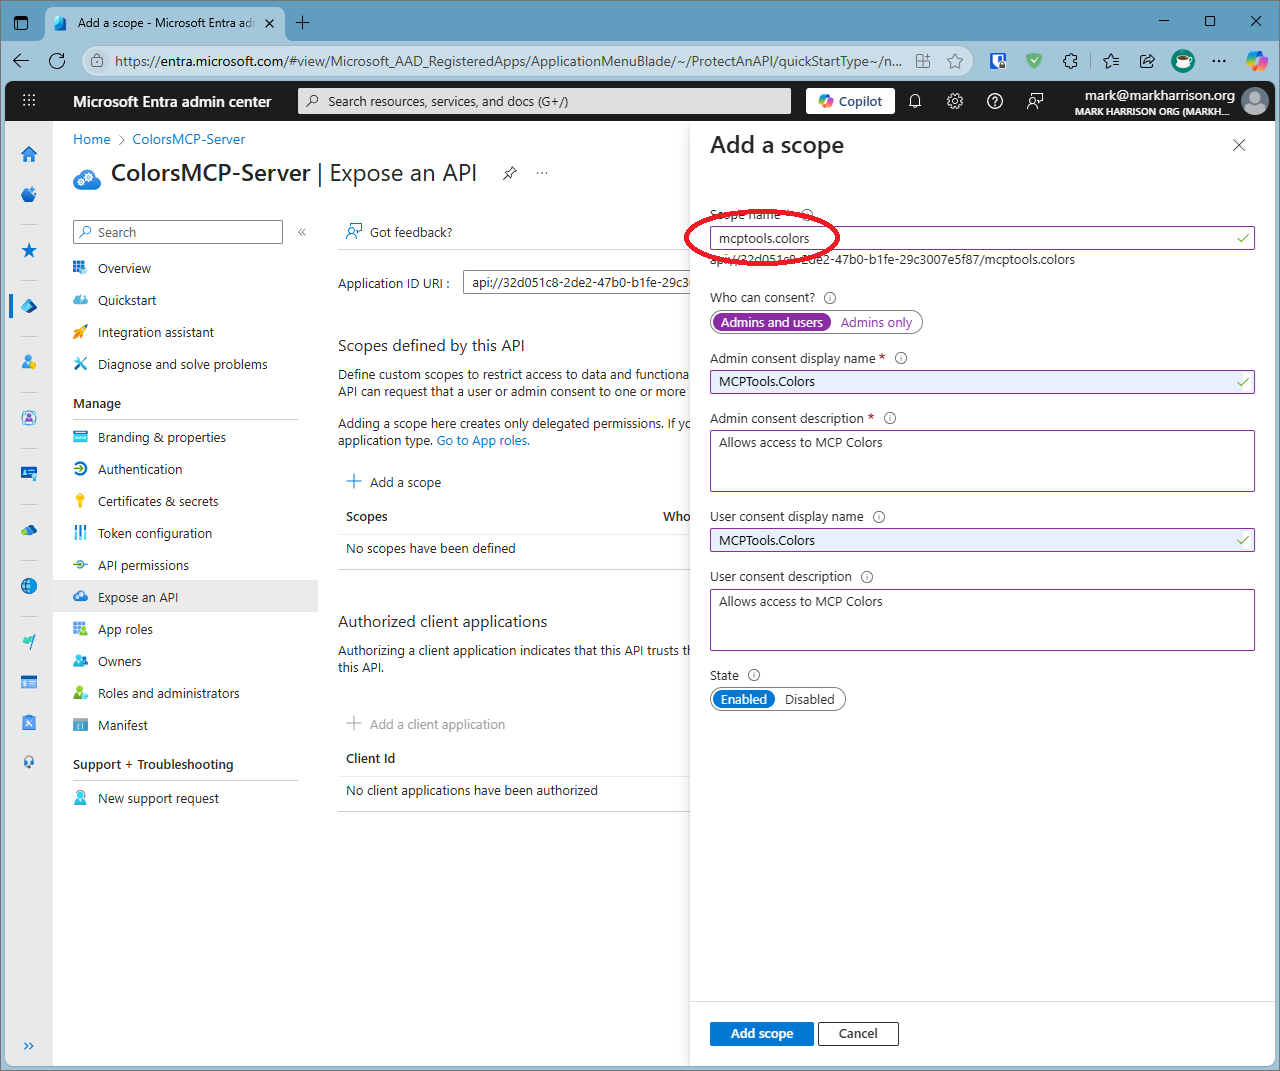 Add a scope - Microsoft Entra adr
https://entra.microsoft.com/#view/Microsoft_AAD_RegisteredApps/ApplicationMenuBlade/~/ProtectAnAPI/quickStartType~/n...
Microsoft Entra admin center
Search resources, services, and docs (G+/)
Copilot
mark@markharrison.org
MARK HARRISON ORG (MARKH...
Home > ColorsMCP-Server
ColorsMCP-Server | Expose an API
Search
Overview
Quickstart
Integration assistant
Diagnose and solve problems
Manage
Branding & properties
Authentication
Certificates & secrets
Token configuration
API permissions
Expose an API
App roles
Owners
Roles and administrators
Manifest
Support + Troubleshooting
New support request
Got feedback?
Application ID URI : api://32d051c8-2de2-47b0-b1fe-29c30
Scopes defined by this API
Define custom scopes to restrict access to data and functiona
API can request that a user or admin consent to one or more
Adding a scope here creates only delegated permissions. If yo
application type. Go to App roles.
Add a scope
Scopes Who
No scopes have been defined
Authorized client applications
Authorizing a client application indicates that this API trusts th
this API.
Add a client application
Client Id
No client applications have been authorized
Add a scope
Scope name *
mcptools.colors
api://32d051c8-2de2-47b0-b1fe-29c3007e5f87/mcptools.colors
Who can consent?
Admins and users Admins only
Admin consent display name *
MCPTools.Colors
Admin consent description *
Allows access to MCP Colors
User consent display name
MCPTools.Colors
User consent description
Allows access to MCP Colors
State
Enabled Disabled
Add scope Cancel